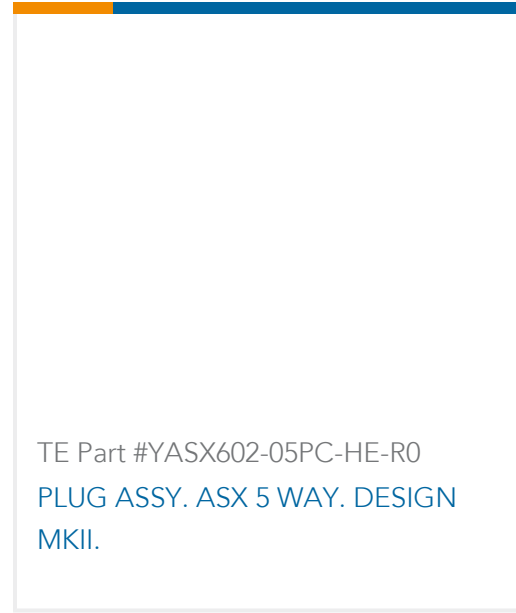 TE Part #YASX602-05PC-HE-R0
PLUG ASSY. ASX 5 WAY. DESIGN
MKII.